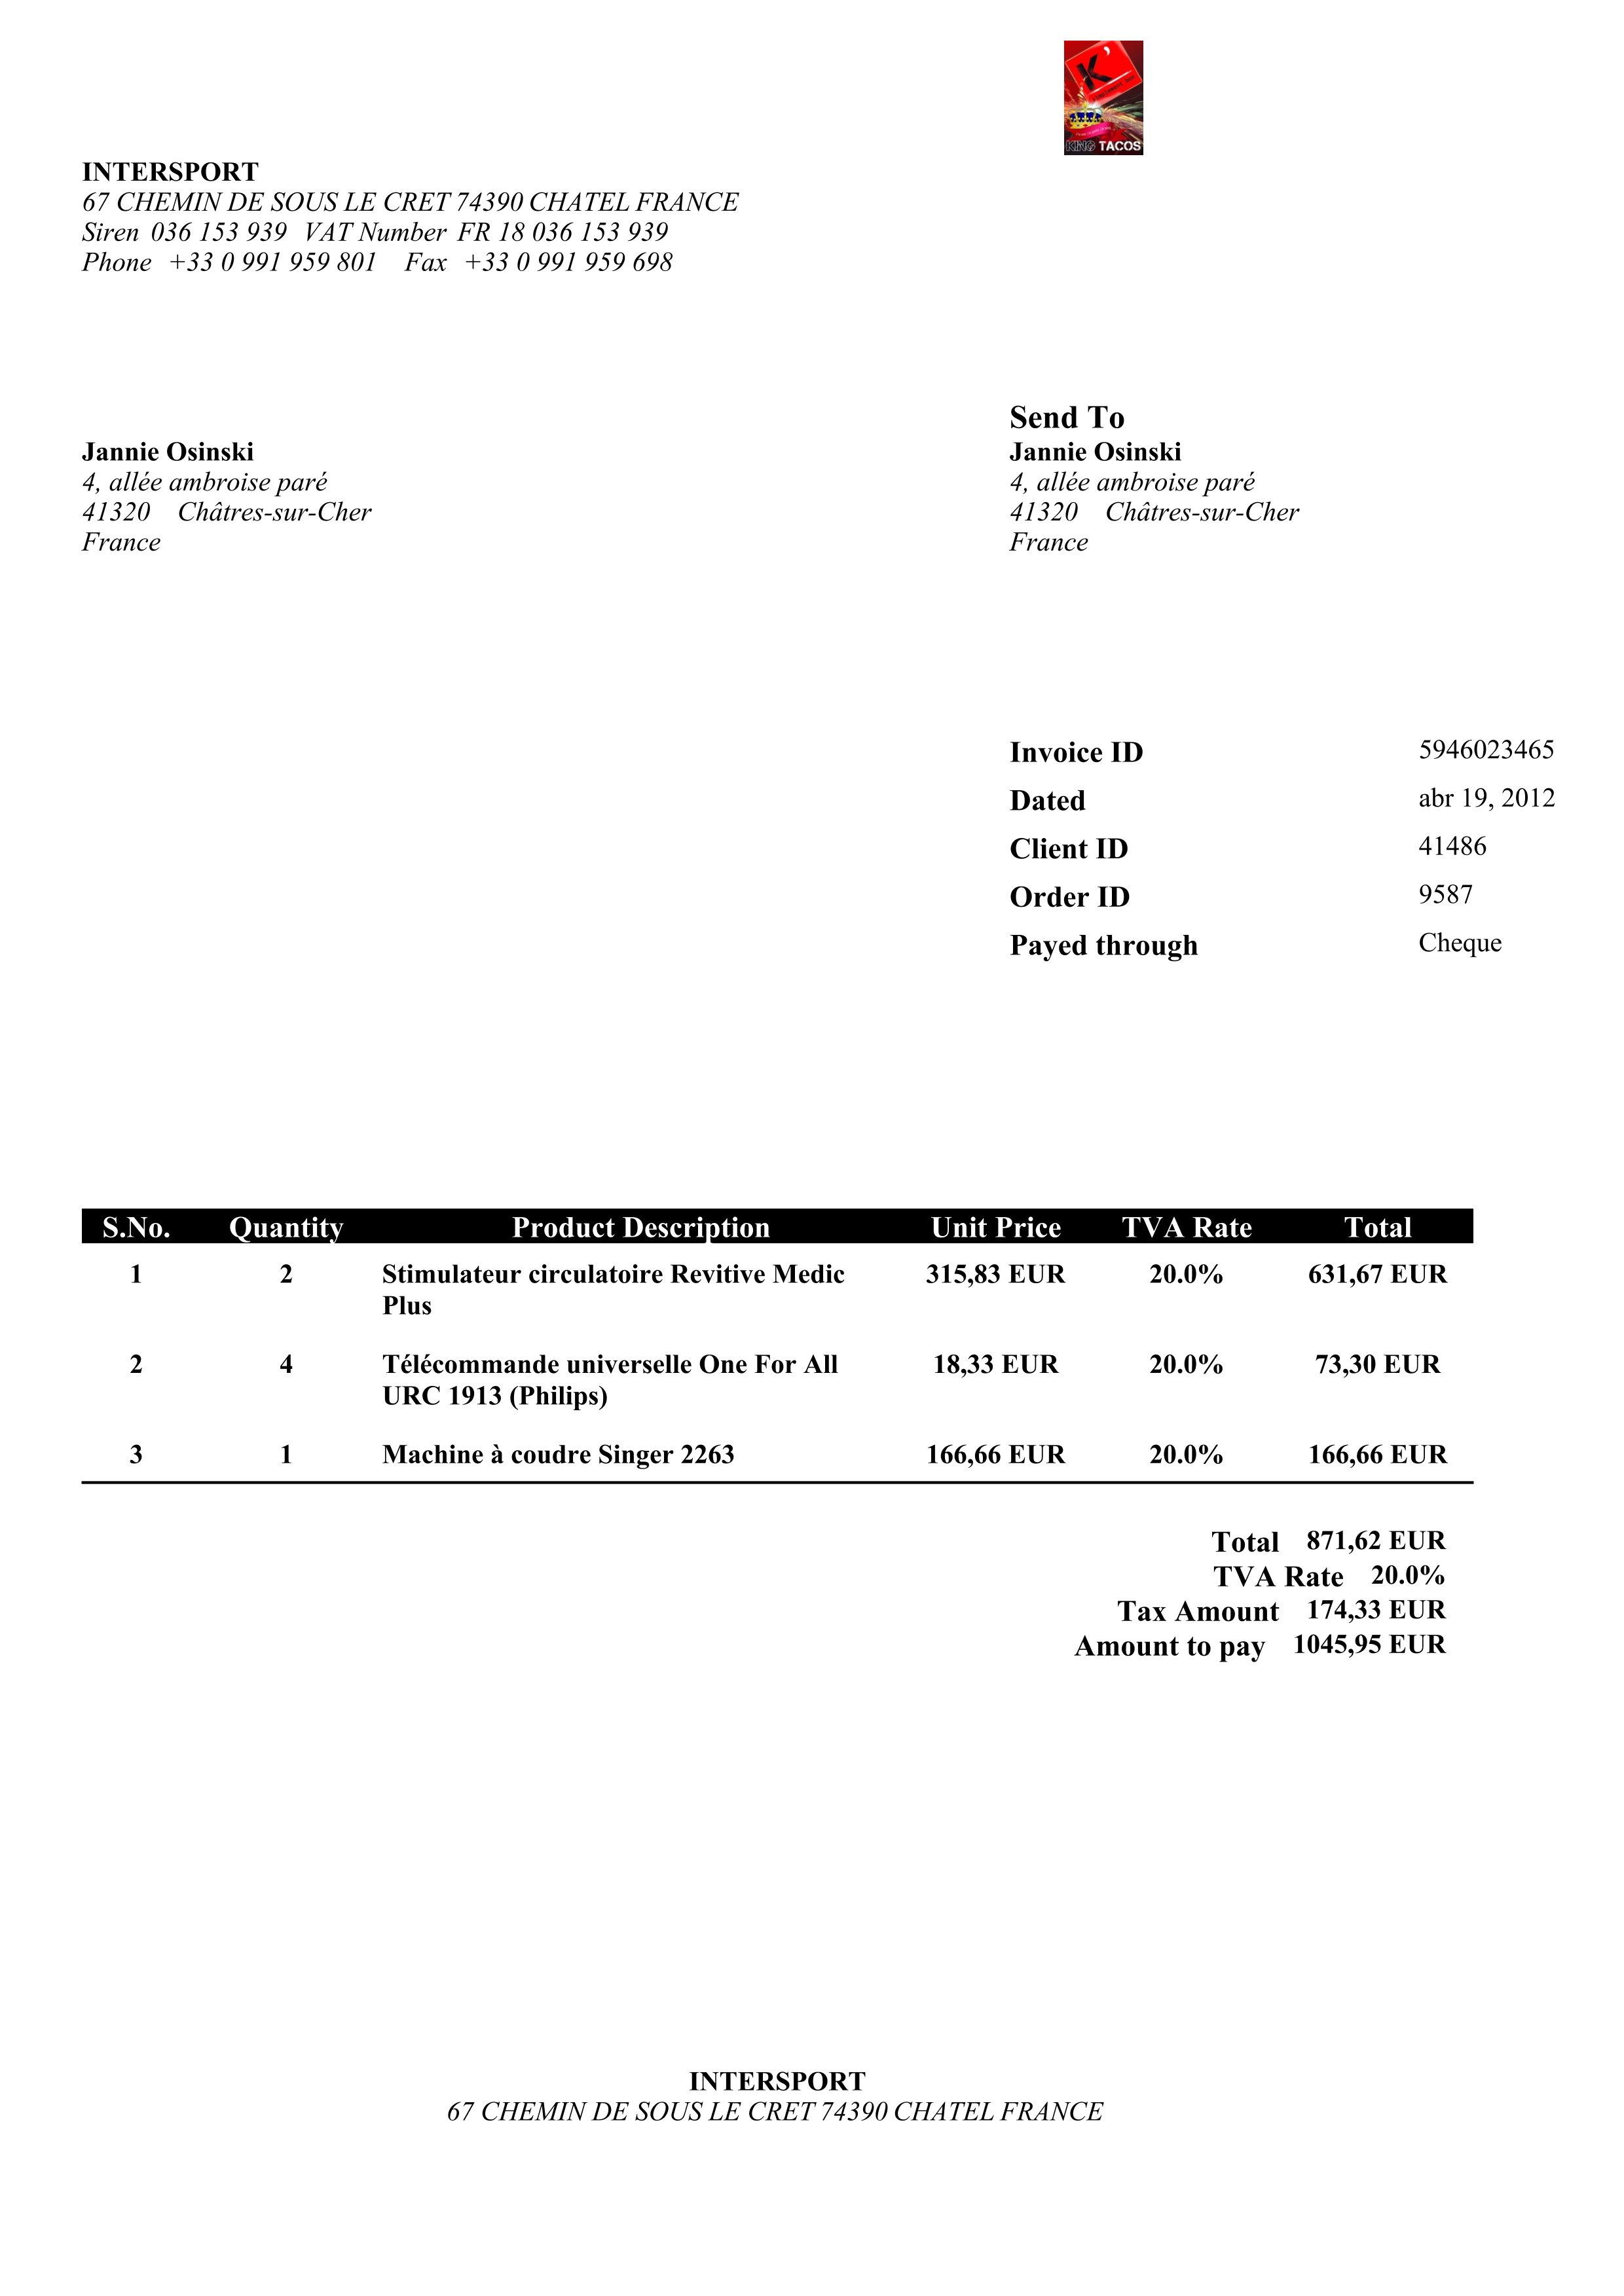 K'
KING TACOS
INTERSPORT
67 CHEMIN DE SOUS LE CRET 74390 CHATEL FRANCE
Siren 036 153 939 VAT Number FR 18 036 153 939
Phone +33 0 991 959 801 Fax +33 0 991 959 698
Jannie Osinski
4, allée ambroise paré
41320 Châtres-sur-Cher
France
Send To
Jannie Osinski
4, allée ambroise paré
41320 Châtres-sur-Cher
France
Invoice ID 5946023465
Dated abr 19, 2012
Client ID 41486
Order ID 9587
Payed through Cheque
S.No. Quantity Product Description Unit Price TVA Rate Total
1 2 Stimulateur circulatoire Revitive Medic 315,83 EUR 20.0% 631,67 EUR
Plus
2 4 Télécommande universelle One For All 18,33 EUR 20.0% 73,30 EUR
URC 1913 (Philips)
3 1 Machine à coudre Singer 2263 166,66 EUR 20.0% 166,66 EUR
Total 871,62 EUR
TVA Rate 20.0%
Tax Amount 174,33 EUR
Amount to pay 1045,95 EUR
INTERSPORT
67 CHEMIN DE SOUS LE CRET 74390 CHATEL FRANCE